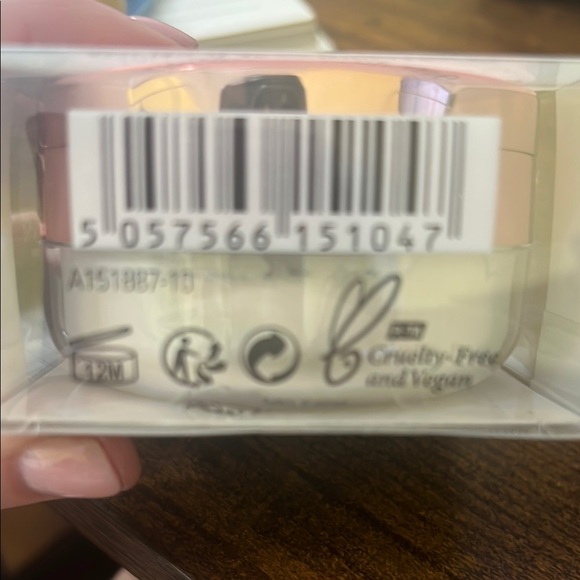 5 057566 151047
A151887-10
12M
Cruelty-Free
and Vegan